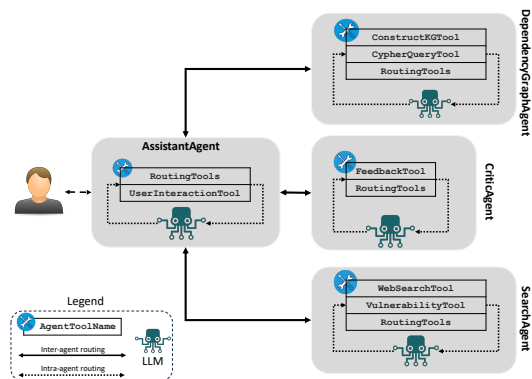 DependencyGraphAgent
ConstructKGTool
CypherQueryTool
RoutingTools
AssistantAgent
RoutingTools
UserInteractionTool
CriticAgent
FeedbackTool
RoutingTools
SearchAgent
WebSearchTool
VulnerabilityTool
RoutingTools
Legend
AgentToolName
LLM
Inter-agent routing
Intra-agent routing